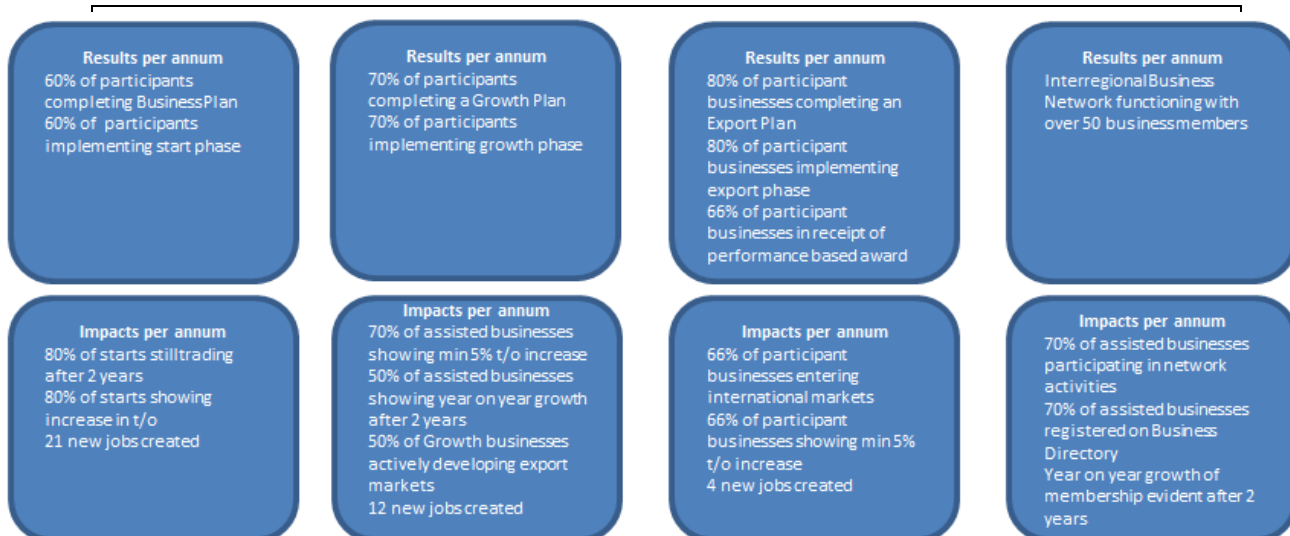 Results per annum
60% of participants
completing Business Plan
60% of participants
implementing start phase
Results per annum
70% of participants
completing a Growth Plan
70% of participants
implementing growth phase
Results per annum
80% of participant
businesses completing an
Export Plan
80% of participant
businesses implementing
export phase
66% of participant
businesses in receipt of
performance based award
Results per annum
Interregional Business
Network functioning with
over 50 business members
Impacts per annum
80% of starts still trading
after 2 years
80% of starts showing
increase in t/o
21 new jobs created
Impacts per annum
70% of assisted businesses
showing min 5% t/o increase
50% of assisted businesses
showing year on year growth
after 2 years
50% of Growth businesses
actively developing export
markets
12 new jobs created
Impacts per annum
66% of participant
businesses entering
international markets
66% of participant
businesses showing min 5%
t/o increase
4 new jobs created
Impacts per annum
70% of assisted businesses
participating in network
activities
70% of assisted businesses
registered on Business
Directory
Year on year growth of
membership evident after 2
years